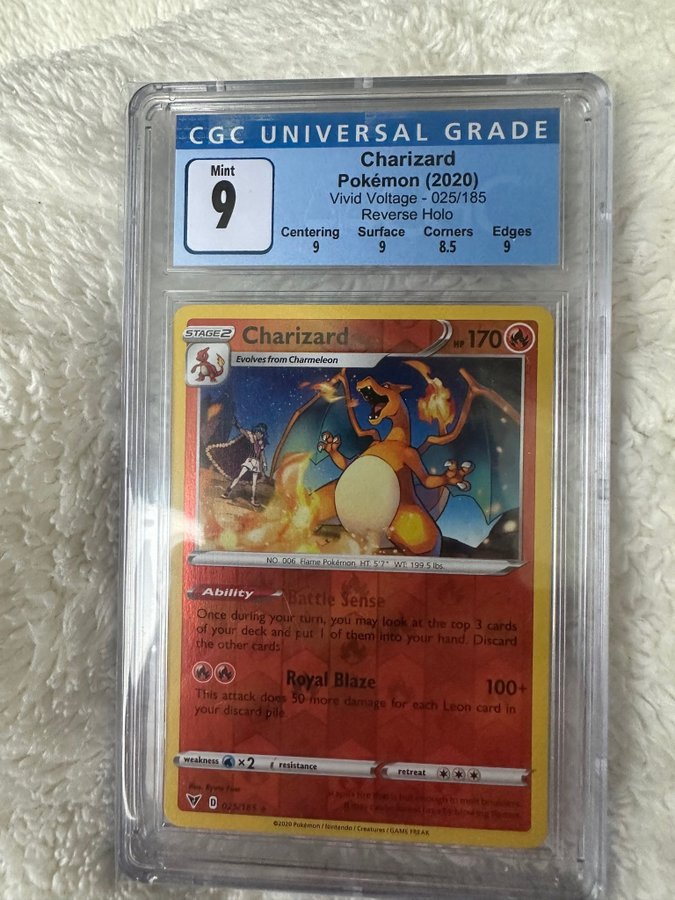 CGC UNIVERSAL GRADE
Mint
9
Charizard
Pokémon (2020)
Vivid Voltage - 025/185
Reverse Holo
Centering Surface Corners Edges
9 9 8.5 9
STAGE2
Charizard
HP 170
Evolves from Charmeleon
NO. 006 Flame Pokémon HT: 5'7" WT: 199.5 lbs.
Ability
Battle Sense
Once during your turn, you may look at the top 3 cards
of your deck and put 1 of them into your hand. Discard
the other cards.
Royal Blaze 100+
This attack does 50 more damage for each Leon card in
your discard pile.
weakness ×2 resistance
retreat
Illus. Ryuta Fuse
D 025/185
©2020 Pokémon / Nintendo / Creatures / GAME FREAK